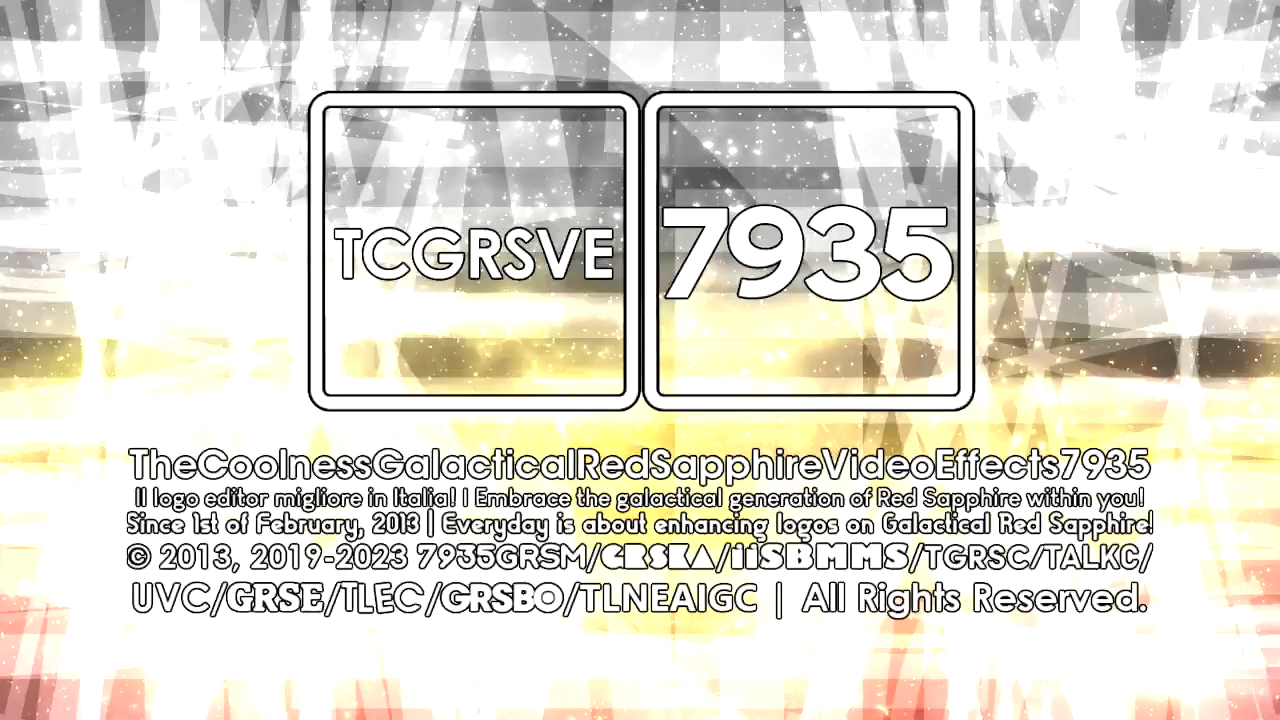 TCGRSVE
7935
TheCoolnessGalacticalRedSapphireVideoEffects7935
Il logo editor migliore in Italia! | Embrace the galactical generation of Red Sapphire within you!
Since 1st of February, 2013 | Everyday is about enhancing logos on Galactical Red Sapphire!
© 2013, 2019-2023 7935GRSM/GRSKA/IISBMMS/TGRSC/TALKC/
UVC/GRSE/TLEC/GRSBO/TLNEAIGC | All Rights Reserved.